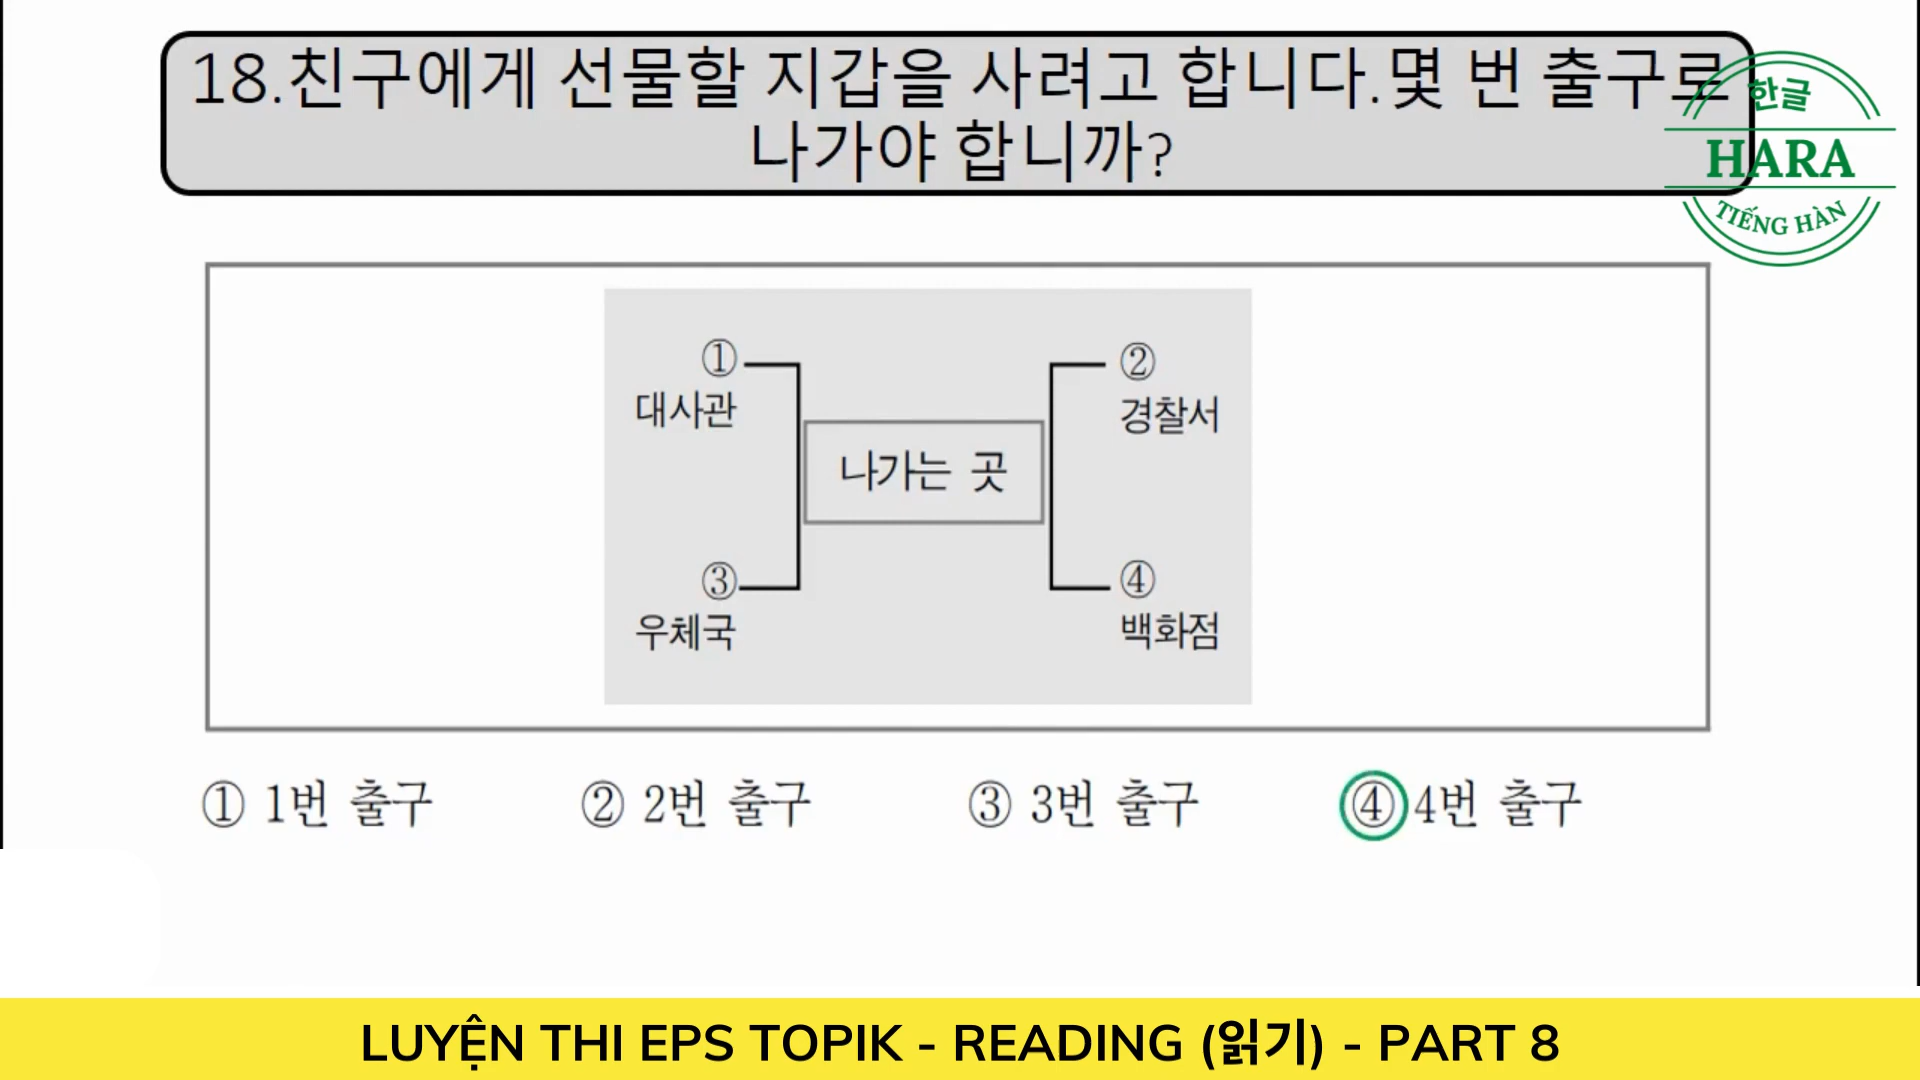 18.친구에게 선물할 지갑을 사려고 합니다.몇 번 출구로
나가야 합니까?
한글
HARA
TIẾNG HÀN
① ②
대사관 경찰서
나가는 곳
③ ④
우체국 백화점
① 1번 출구 ② 2번 출구 ③ 3번 출구 ④ 4번 출구
LUYỆN THI EPS TOPIK - READING (읽기) - PART 8